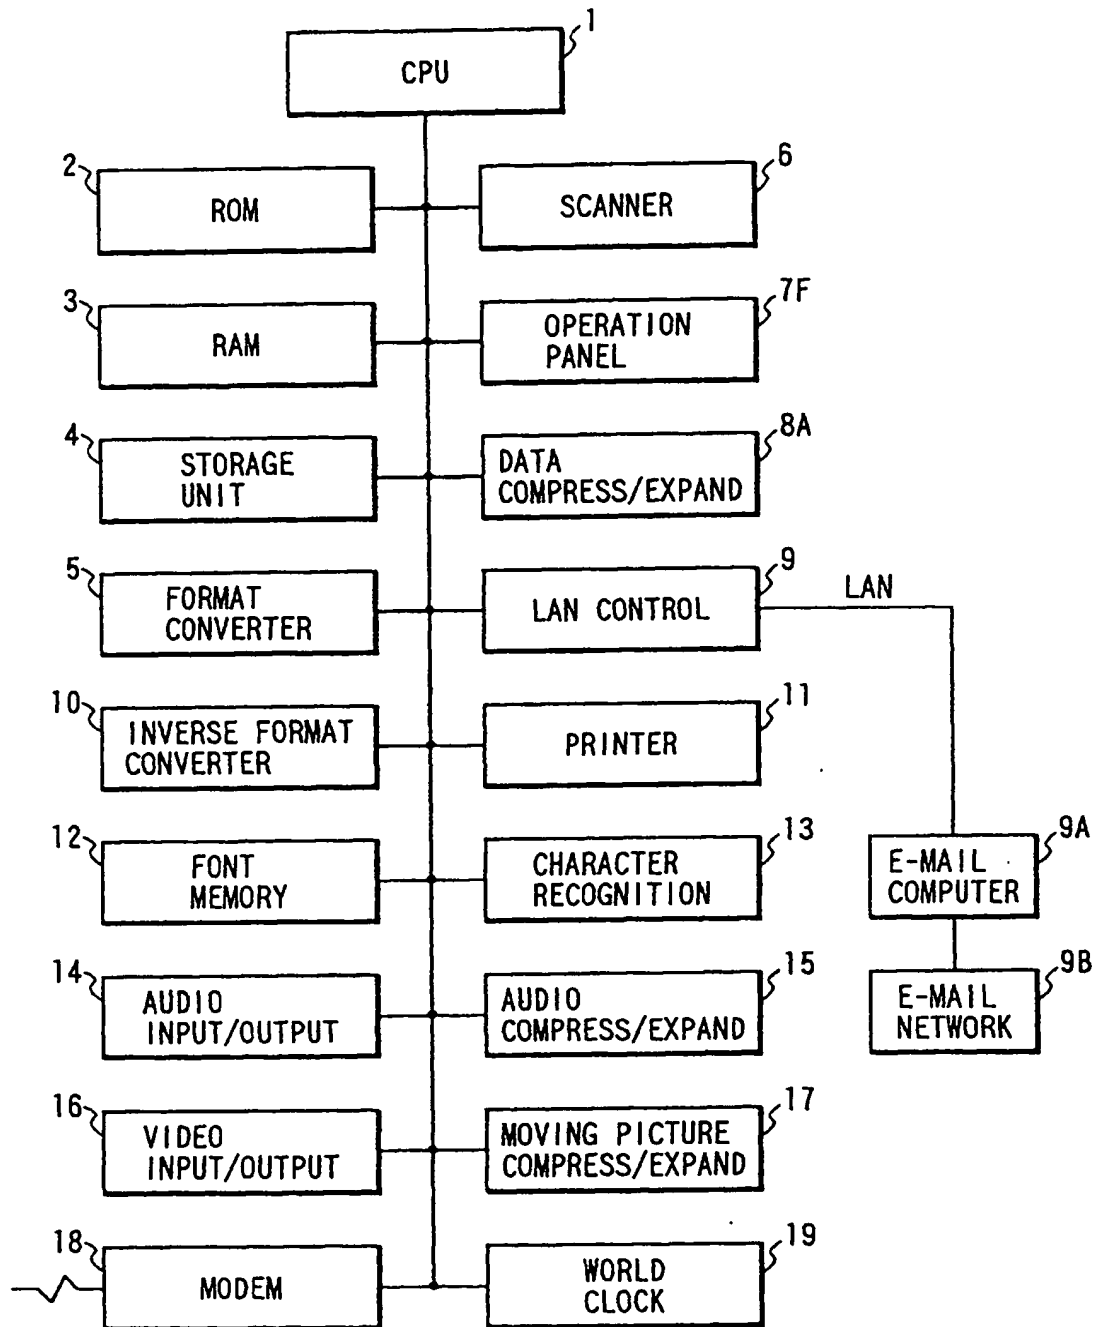 1
CPU
2
ROM
6
SCANNER
3
RAM
7F
OPERATION
PANEL
4
STORAGE
UNIT
8A
DATA
COMPRESS/EXPAND
5
FORMAT
CONVERTER
9
LAN CONTROL
LAN
10
INVERSE FORMAT
CONVERTER
11
PRINTER
12
FONT
MEMORY
13
CHARACTER
RECOGNITION
9A
E-MAIL
COMPUTER
14
AUDIO
INPUT/OUTPUT
15
AUDIO
COMPRESS/EXPAND
9B
E-MAIL
NETWORK
16
VIDEO
INPUT/OUTPUT
17
MOVING PICTURE
COMPRESS/EXPAND
18
MODEM
19
WORLD
CLOCK